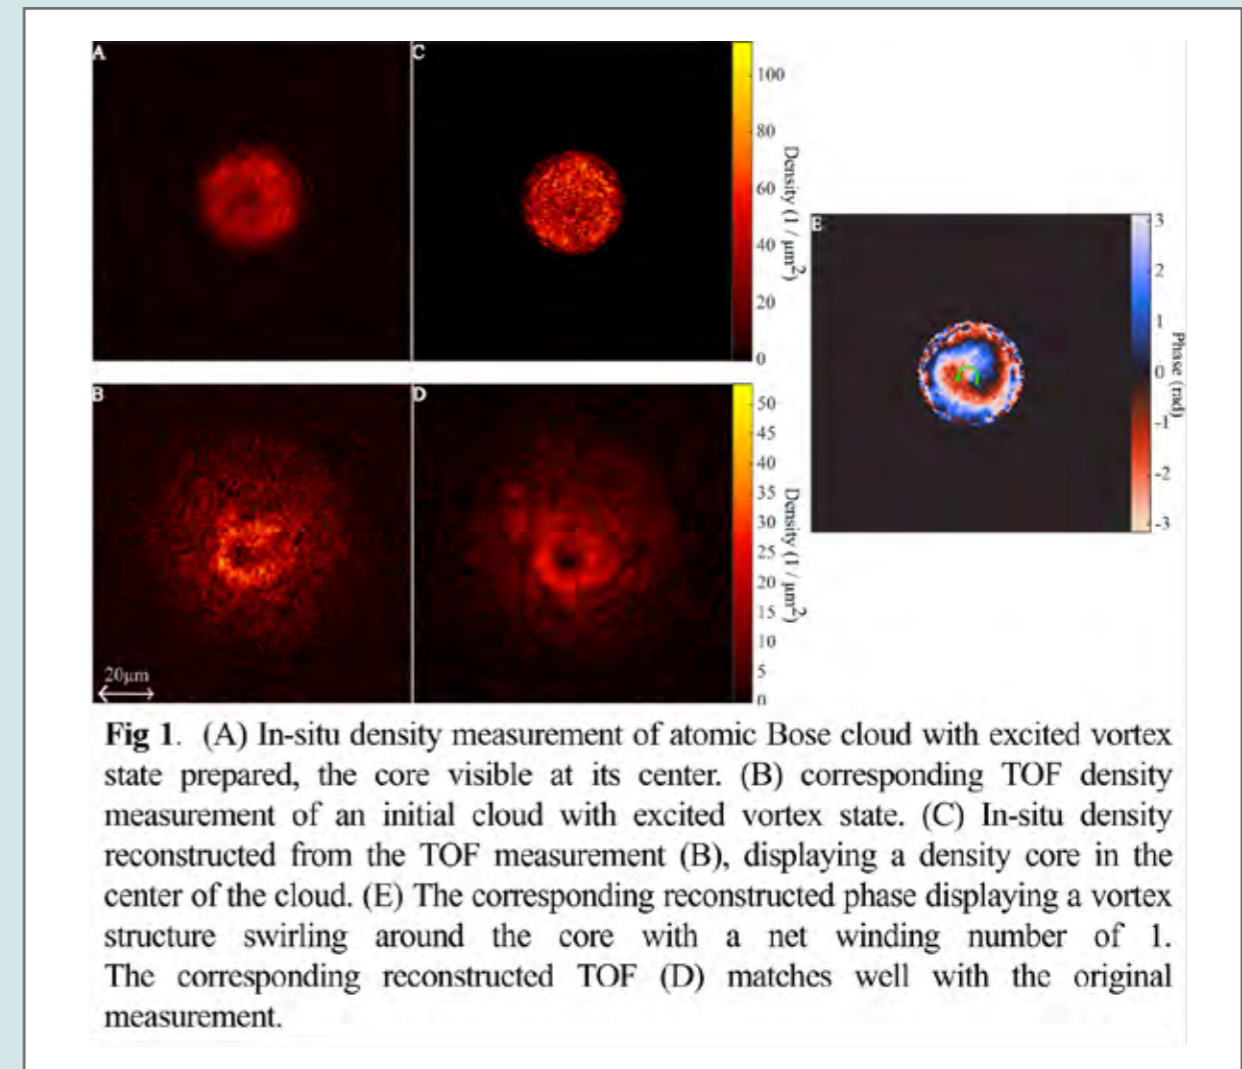 A
C
100
80
60
40
20
0
Density (1 / μm2)
E
3
2
1
0
-1
-2
-3
Phase (rad)
B
D
50
45
40
35
30
25
20
15
10
5
0
Density (1 / μm2)
20μm
Fig 1. (A) In-situ density measurement of atomic Bose cloud with excited vortex
state prepared, the core visible at its center. (B) corresponding TOF density
measurement of an initial cloud with excited vortex state. (C) In-situ density
reconstructed from the TOF measurement (B), displaying a density core in the
center of the cloud. (E) The corresponding reconstructed phase displaying a vortex
structure swirling around the core with a net winding number of 1.
The corresponding reconstructed TOF (D) matches well with the original
measurement.